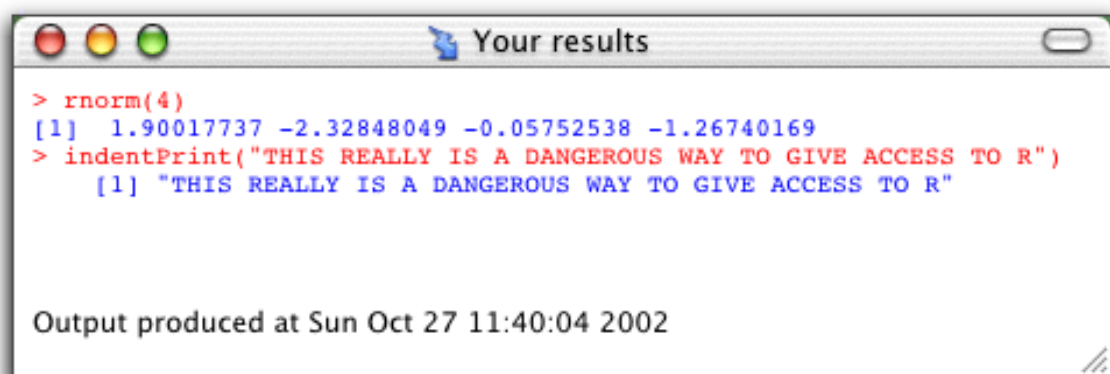 Your results
> rnorm(4)
[1]  1.90017737 -2.32848049 -0.05752538 -1.26740169
> indentPrint("THIS REALLY IS A DANGEROUS WAY TO GIVE ACCESS TO R")
    [1] "THIS REALLY IS A DANGEROUS WAY TO GIVE ACCESS TO R"
Output produced at Sun Oct 27 11:40:04 2002